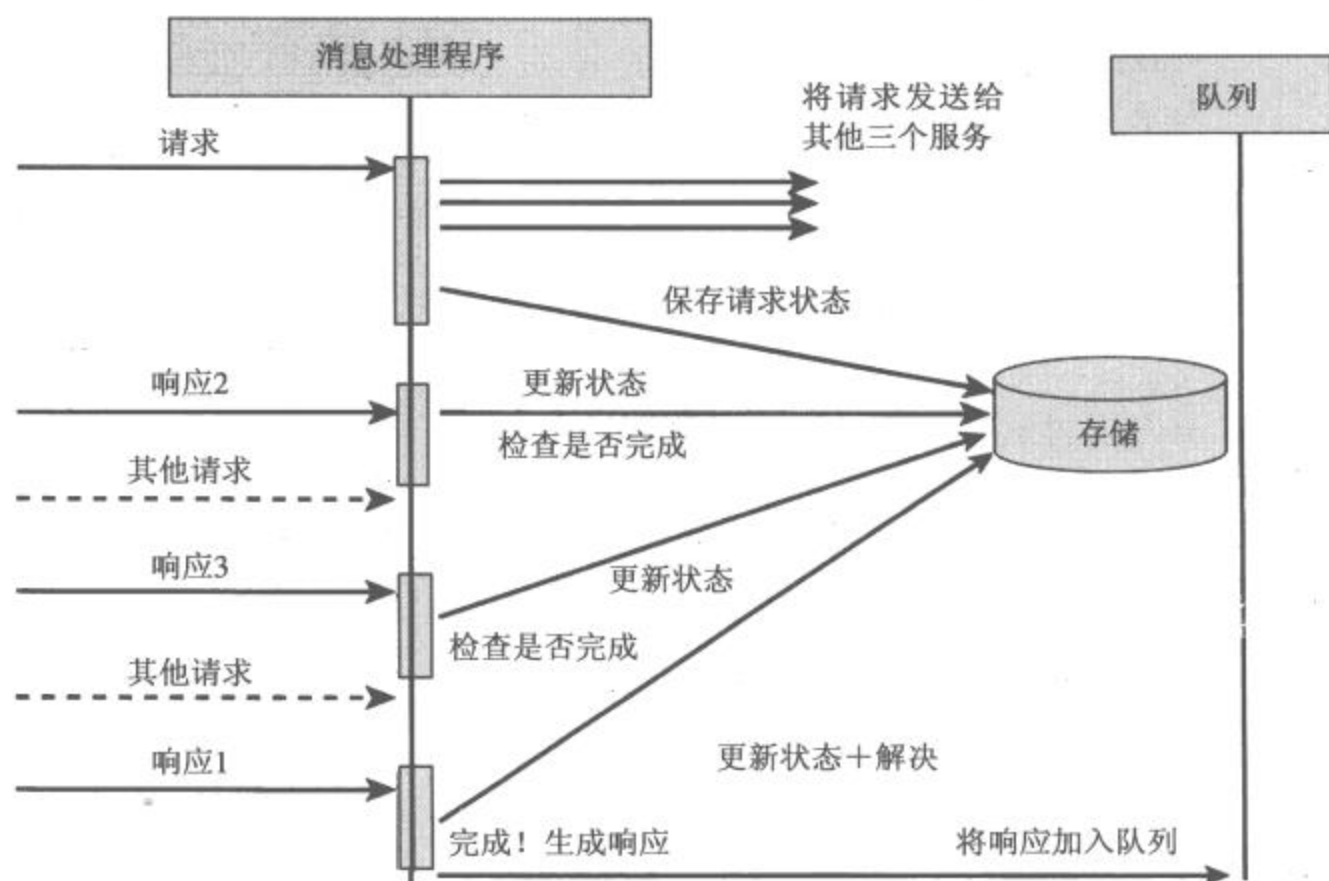 消息处理程序
将请求发送给
其他三个服务
队列
请求
保存请求状态
响应2
更新状态
检查是否完成
存储
其他请求
响应3
更新状态
检查是否完成
其他请求
响应1
更新状态+解决
完成！生成响应
将响应加入队列